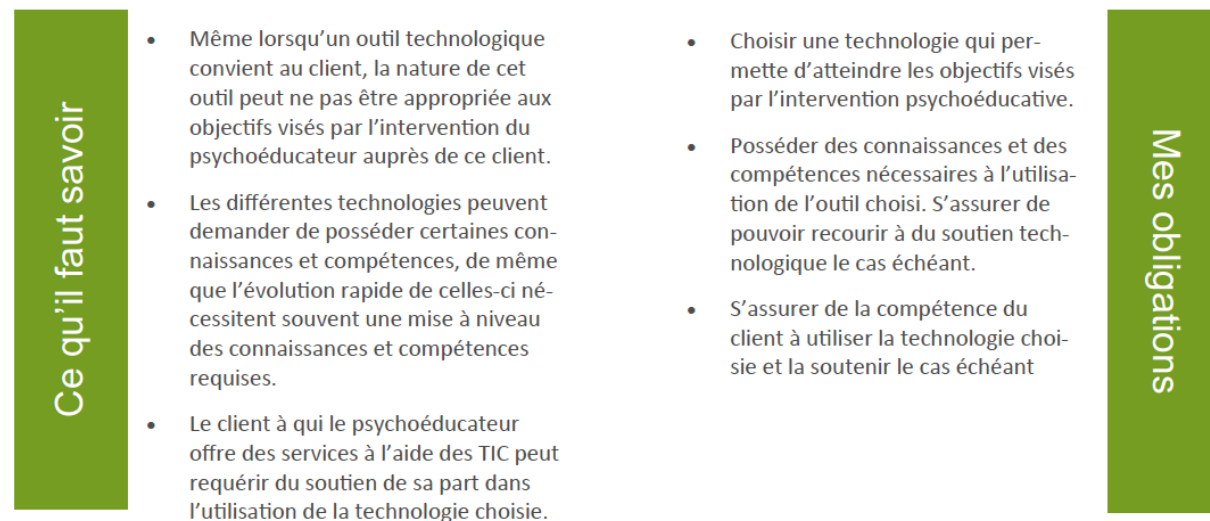 Ce qu'il faut savoir
• Même lorsqu'un outil technologique
convient au client, la nature de cet
outil peut ne pas être appropriée aux
objectifs visés par l'intervention du
psychoéducateur auprès de ce client.
• Les différentes technologies peuvent
demander de posséder certaines con-
naissances et compétences, de même
que l'évolution rapide de celles-ci né-
cessitent souvent une mise à niveau
des connaissances et compétences
requises.
• Le client à qui le psychoéducateur
offre des services à l'aide des TIC peut
requérir du soutien de sa part dans
l'utilisation de la technologie choisie.
• Choisir une technologie qui per-
mette d'atteindre les objectifs visés
par l'intervention psychoéducative.
• Posséder des connaissances et des
compétences nécessaires à l'utilisa-
tion de l'outil choisi. S'assurer de
pouvoir recourir à du soutien tech-
nologique le cas échéant.
• S'assurer de la compétence du
client à utiliser la technologie choi-
sie et la soutenir le cas échéant
Mes obligations